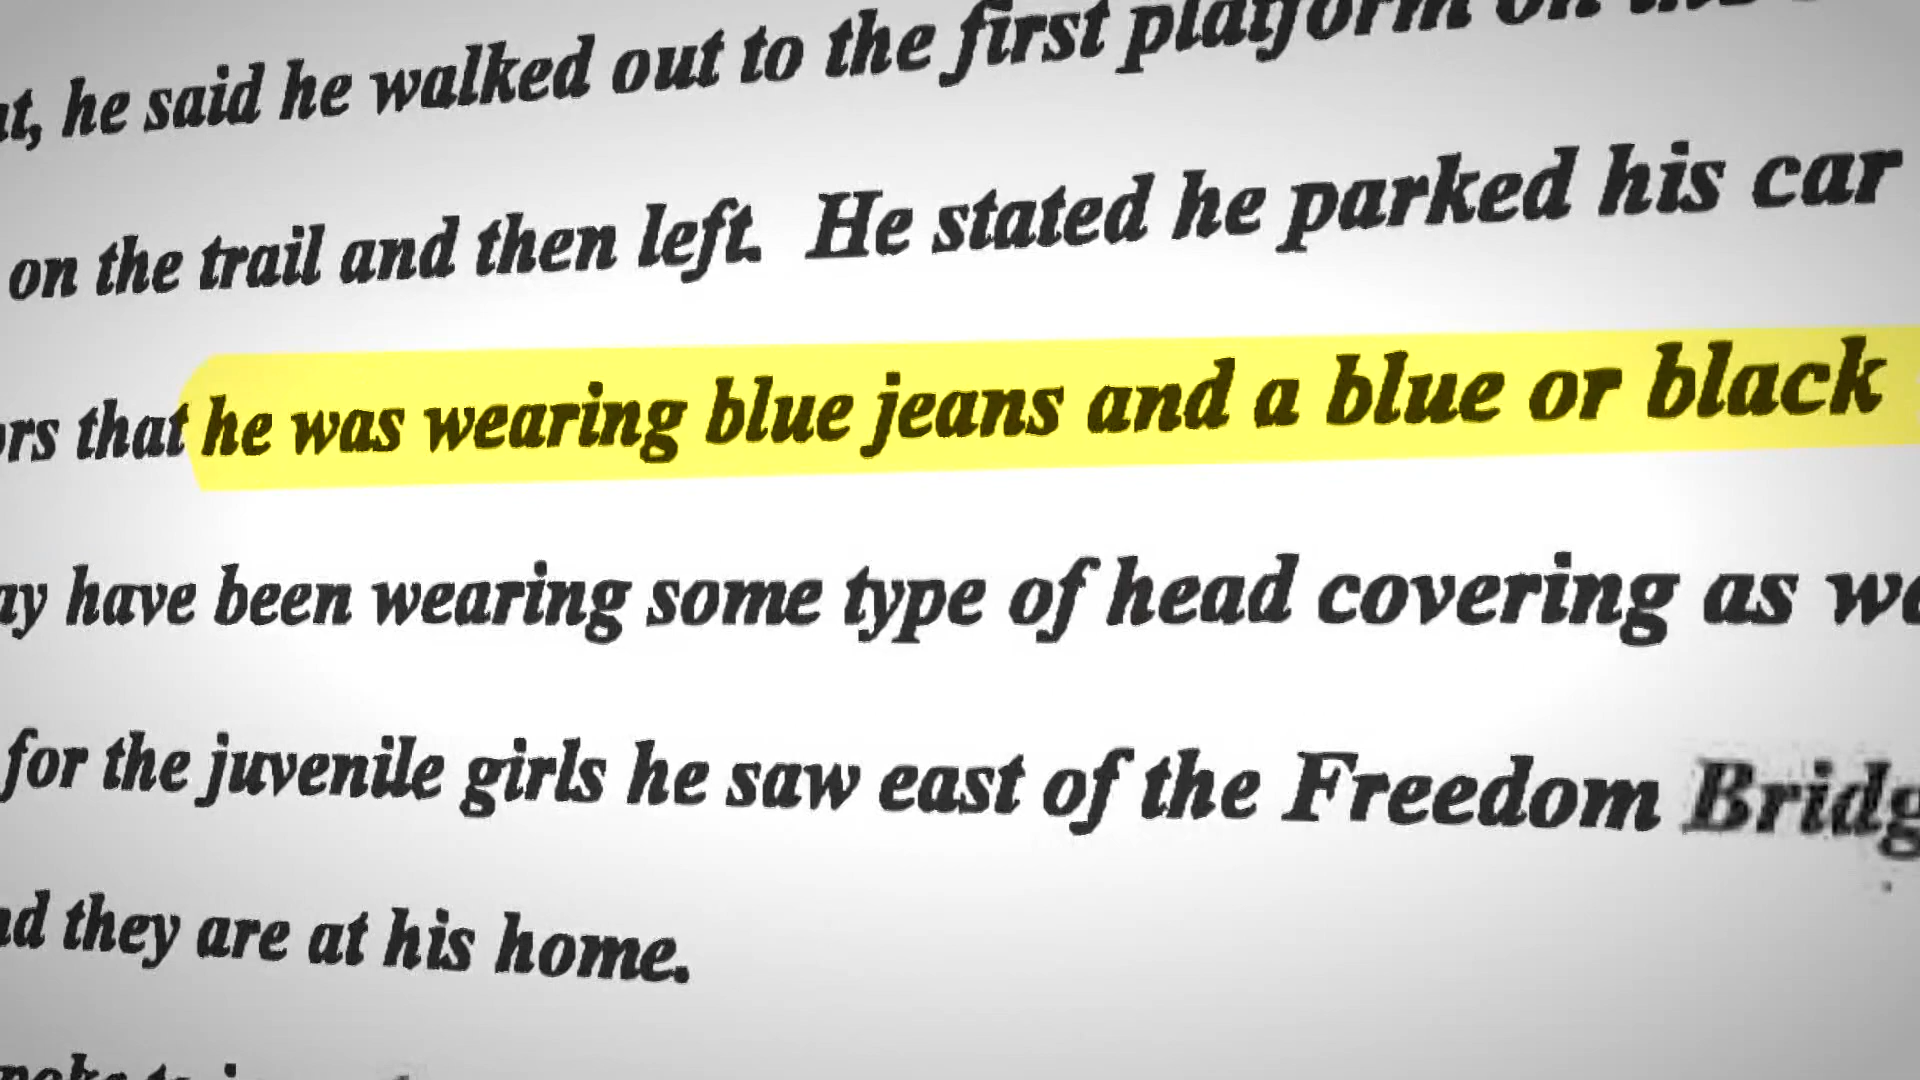 he said he walked out to the first platform on
on the trail and then left. He stated he parked his car
that he was wearing blue jeans and a blue or black
have been wearing some type of head covering as
for the juvenile girls he saw east of the Freedom Bridg
they are at his home.